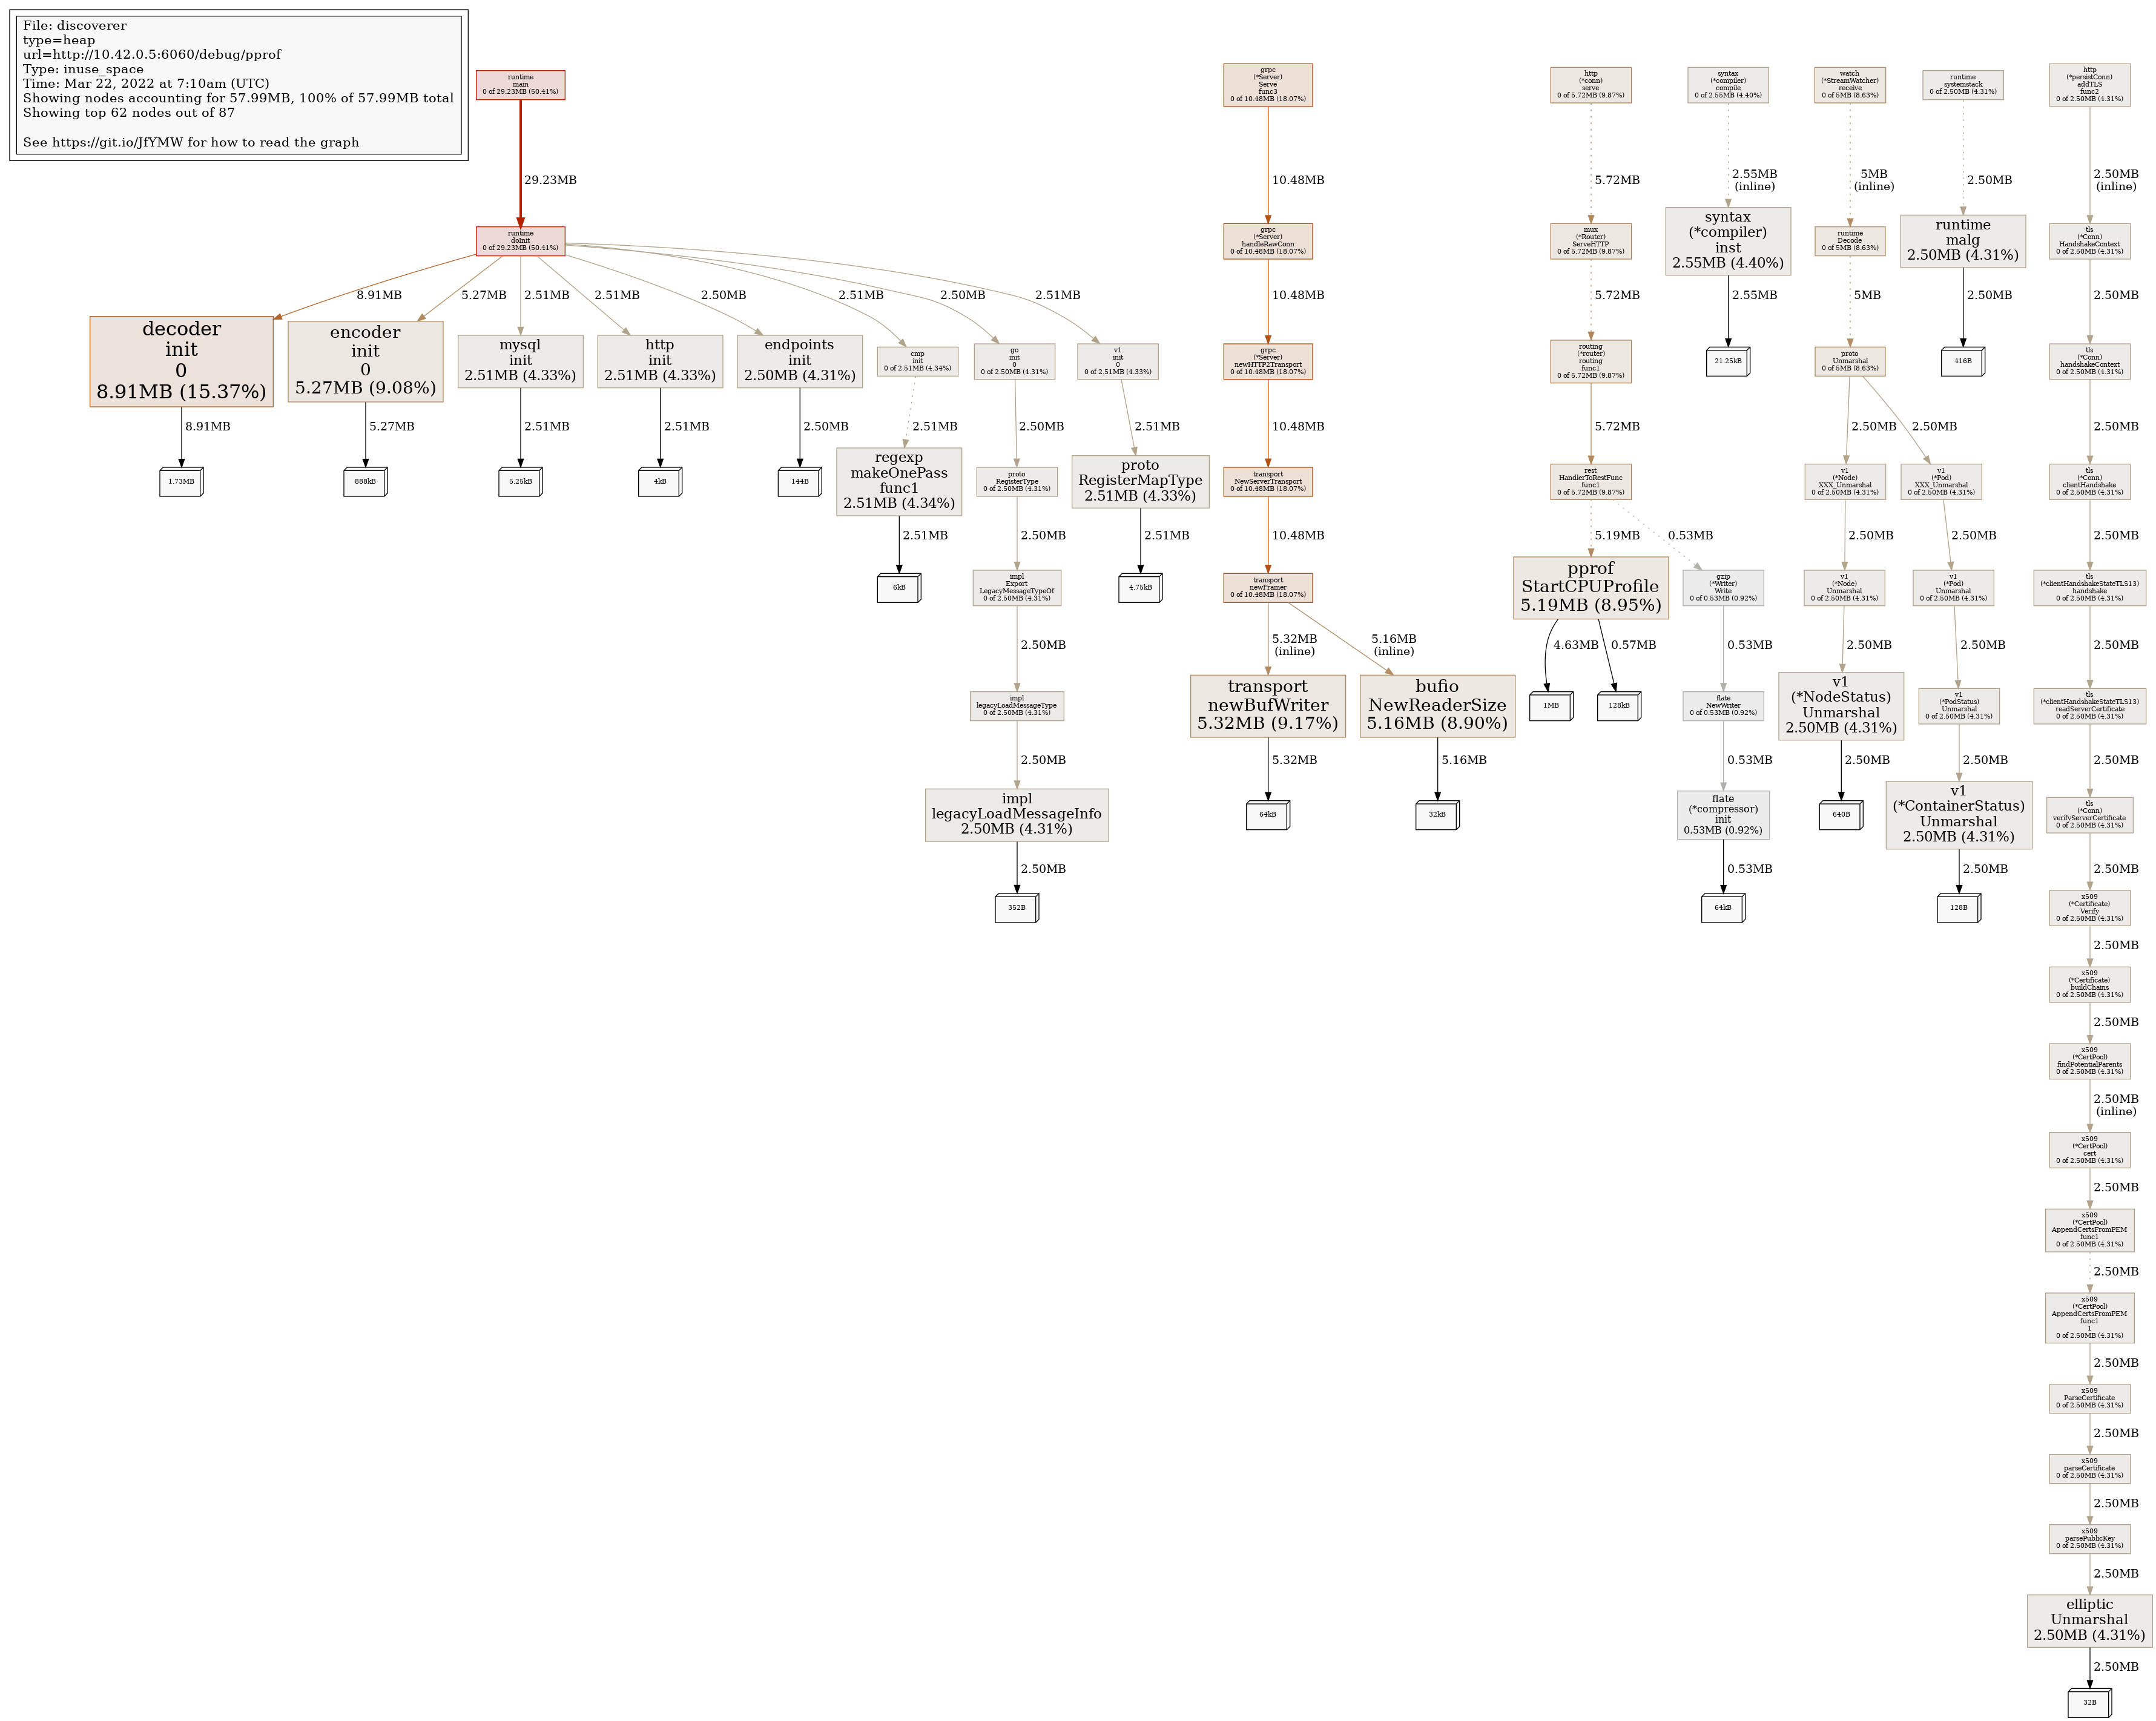 File: discoverer
type=heap
url=http://10.42.0.5:6060/debug/pprof
Type: inuse_space
Time: Mar 22, 2022 at 7:10am (UTC)
Showing nodes accounting for 57.99MB, 100% of 57.99MB total
Showing top 62 nodes out of 87
See https://git.io/JfYMW for how to read the graph
runtime
main
0 of 29.23MB (50.41%)
29.23MB
runtime
doInit
0 of 29.23MB (50.41%)
8.91MB
5.27MB
2.51MB
2.51MB
2.50MB
2.51MB
2.50MB
2.51MB
decoder
init
0
8.91MB (15.37%)
8.91MB
1.73MB
encoder
init
0
5.27MB (9.08%)
5.27MB
888kB
mysql
init
2.51MB (4.33%)
2.51MB
5.25kB
http
init
2.51MB (4.33%)
2.51MB
4kB
endpoints
init
2.50MB (4.31%)
2.50MB
144B
cmp
init
0 of 2.51MB (4.34%)
2.51MB
regexp
makeOnePass
func1
2.51MB (4.34%)
2.51MB
6kB
go
init
0
0 of 2.50MB (4.31%)
2.50MB
proto
RegisterType
0 of 2.50MB (4.31%)
2.50MB
impl
Export
LegacyMessageTypeOf
0 of 2.50MB (4.31%)
2.50MB
impl
legacyLoadMessageType
0 of 2.50MB (4.31%)
2.50MB
impl
legacyLoadMessageInfo
2.50MB (4.31%)
2.50MB
352B
v1
init
0
0 of 2.51MB (4.33%)
2.51MB
proto
RegisterMapType
2.51MB (4.33%)
2.51MB
4.75kB
grpc
(*Server)
Serve
func3
0 of 10.48MB (18.07%)
10.48MB
grpc
(*Server)
handleRawConn
0 of 10.48MB (18.07%)
10.48MB
grpc
(*Server)
newHTTP2Transport
0 of 10.48MB (18.07%)
10.48MB
transport
NewServerTransport
0 of 10.48MB (18.07%)
10.48MB
transport
newFramer
0 of 10.48MB (18.07%)
5.32MB
(inline)
5.16MB
(inline)
transport
newBufWriter
5.32MB (9.17%)
5.32MB
64kB
bufio
NewReaderSize
5.16MB (8.90%)
5.16MB
32kB
http
(*conn)
serve
0 of 5.72MB (9.87%)
5.72MB
mux
(*Router)
ServeHTTP
0 of 5.72MB (9.87%)
5.72MB
routing
(*router)
routing
func1
0 of 5.72MB (9.87%)
5.72MB
rest
HandlerToRestFunc
func1
0 of 5.72MB (9.87%)
5.19MB
0.53MB
pprof
StartCPUProfile
5.19MB (8.95%)
4.63MB
0.57MB
1MB
128kB
gzip
(*Writer)
Write
0 of 0.53MB (0.92%)
0.53MB
flate
NewWriter
0 of 0.53MB (0.92%)
0.53MB
flate
(*compressor)
init
0.53MB (0.92%)
0.53MB
64kB
syntax
(*compiler)
compile
0 of 2.55MB (4.40%)
2.55MB
(inline)
syntax
(*compiler)
inst
2.55MB (4.40%)
2.55MB
21.25kB
watch
(*StreamWatcher)
receive
0 of 5MB (8.63%)
5MB
(inline)
runtime
Decode
0 of 5MB (8.63%)
5MB
proto
Unmarshal
0 of 5MB (8.63%)
2.50MB
2.50MB
v1
(*Node)
XXX_Unmarshal
0 of 2.50MB (4.31%)
2.50MB
v1
(*Node)
Unmarshal
0 of 2.50MB (4.31%)
2.50MB
v1
(*NodeStatus)
Unmarshal
2.50MB (4.31%)
2.50MB
640B
v1
(*Pod)
XXX_Unmarshal
0 of 2.50MB (4.31%)
2.50MB
v1
(*Pod)
Unmarshal
0 of 2.50MB (4.31%)
2.50MB
v1
(*PodStatus)
Unmarshal
0 of 2.50MB (4.31%)
2.50MB
v1
(*ContainerStatus)
Unmarshal
2.50MB (4.31%)
2.50MB
128B
runtime
systemstack
0 of 2.50MB (4.31%)
2.50MB
runtime
malg
2.50MB (4.31%)
2.50MB
416B
http
(*persistConn)
addTLS
func2
0 of 2.50MB (4.31%)
2.50MB
(inline)
tls
(*Conn)
HandshakeContext
0 of 2.50MB (4.31%)
2.50MB
tls
(*Conn)
handshakeContext
0 of 2.50MB (4.31%)
2.50MB
tls
(*Conn)
clientHandshake
0 of 2.50MB (4.31%)
2.50MB
tls
(*clientHandshakeStateTLS13)
handshake
0 of 2.50MB (4.31%)
2.50MB
tls
(*clientHandshakeStateTLS13)
readServerCertificate
0 of 2.50MB (4.31%)
2.50MB
tls
(*Conn)
verifyServerCertificate
0 of 2.50MB (4.31%)
2.50MB
x509
(*Certificate)
Verify
0 of 2.50MB (4.31%)
2.50MB
x509
(*Certificate)
buildChains
0 of 2.50MB (4.31%)
2.50MB
x509
(*CertPool)
findPotentialParents
0 of 2.50MB (4.31%)
2.50MB
(inline)
x509
(*CertPool)
cert
0 of 2.50MB (4.31%)
2.50MB
x509
(*CertPool)
AppendCertsFromPEM
func1
0 of 2.50MB (4.31%)
2.50MB
x509
(*CertPool)
AppendCertsFromPEM
func1
1
0 of 2.50MB (4.31%)
2.50MB
x509
ParseCertificate
0 of 2.50MB (4.31%)
2.50MB
x509
parseCertificate
0 of 2.50MB (4.31%)
2.50MB
x509
parsePublicKey
0 of 2.50MB (4.31%)
2.50MB
elliptic
Unmarshal
2.50MB (4.31%)
2.50MB
32B